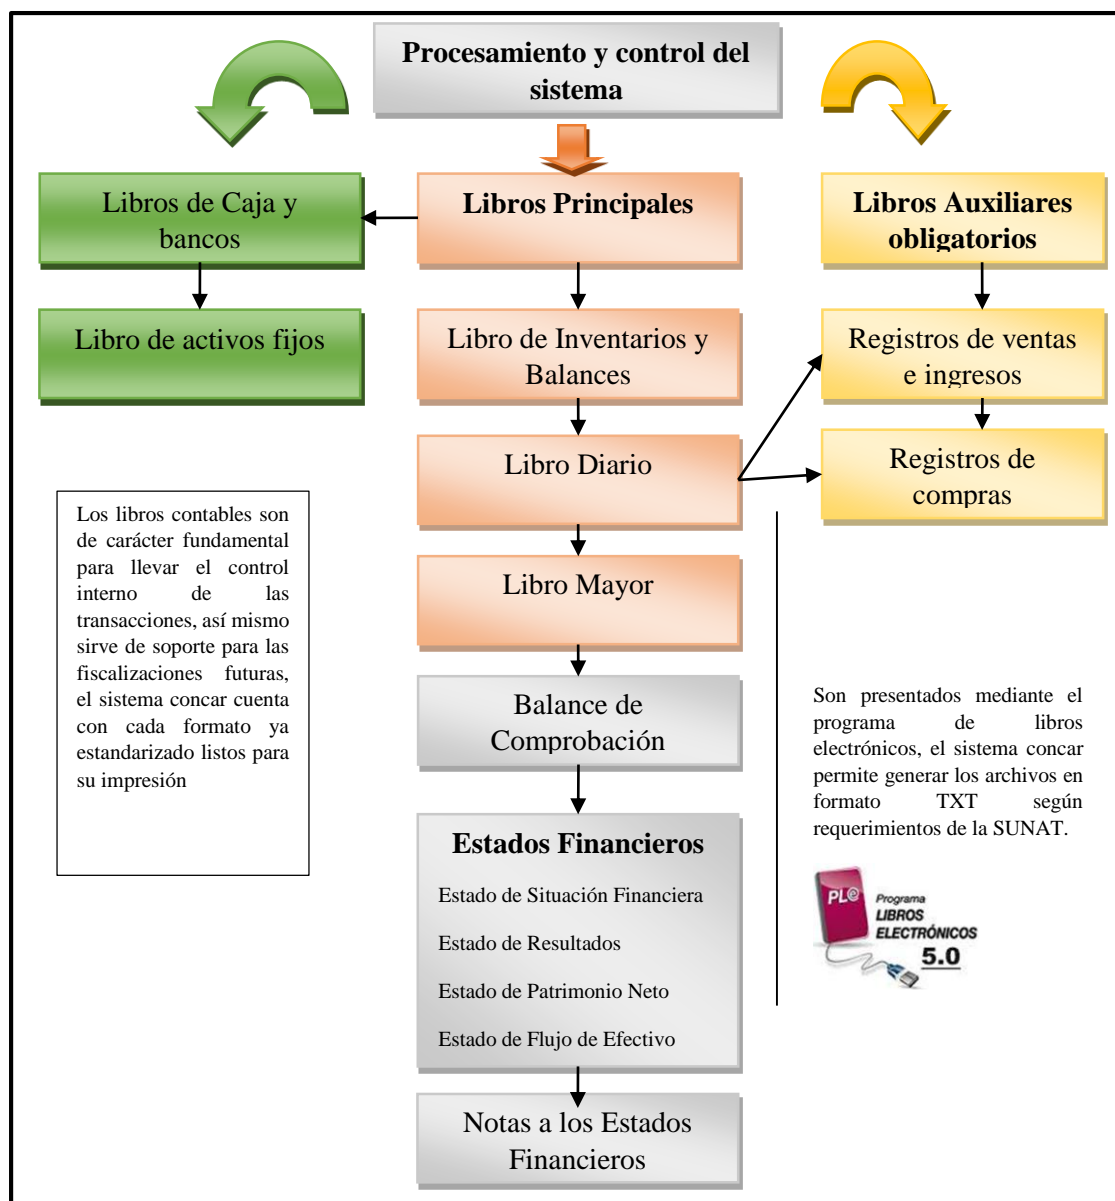 Procesamiento y control del
sistema
Libros de Caja y
bancos
Libros Principales
Libros Auxiliares
obligatorios
Libro de activos fijos
Libro de Inventarios y
Balances
Registros de ventas
e ingresos
Libro Diario
Registros de
compras
Los libros contables son
de carácter fundamental
para llevar el control
interno de las
transacciones, así mismo
sirve de soporte para las
fiscalizaciones futuras,
el sistema concar cuenta
con cada formato ya
estandarizado listos para
su impresión
Libro Mayor
Balance de
Comprobación
Son presentados mediante el
programa de libros
electrónicos, el sistema concar
permite generar los archivos en
formato TXT según
requerimientos de la SUNAT.
PL@
Programa
LIBROS
ELECTRÓNICOS
5.0
Estados Financieros
Estado de Situación Financiera
Estado de Resultados
Estado de Patrimonio Neto
Estado de Flujo de Efectivo
Notas a los Estados
Financieros